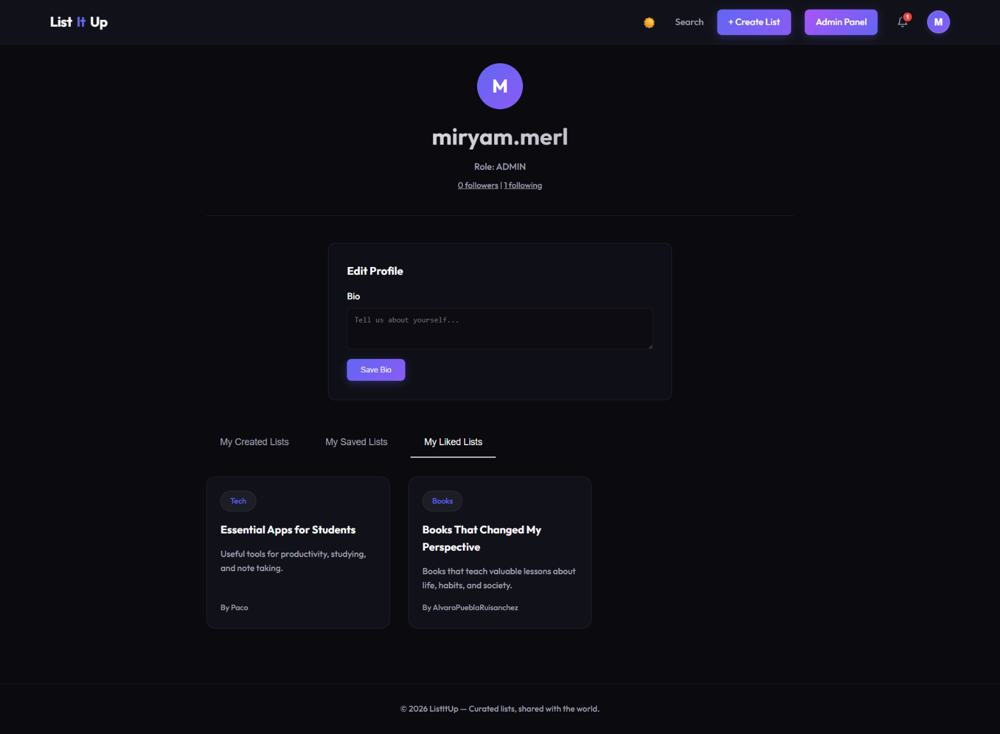 List It Up
Search
+ Create List
Admin Panel
1
M
M
miryam.merl
Role: ADMIN
0 followers | 1 following
Edit Profile
Bio
Tell us about yourself...
Save Bio
My Created Lists
My Saved Lists
My Liked Lists
Tech
Essential Apps for Students
Useful tools for productivity, studying,
and note taking.
By Paco
Books
Books That Changed My
Perspective
Books that teach valuable lessons about
life, habits, and society.
By AlvaroPueblaRuisanchez
© 2026 ListItUp — Curated lists, shared with the world.